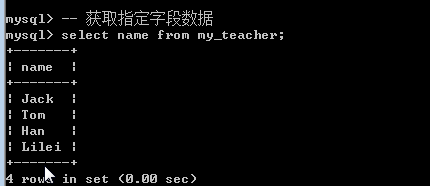 mysql> -- 获取指定字段数据
mysql> select name from my_teacher;
+-------+
| name  |
+-------+
| Jack  |
| Tom   |
| Han   |
| Lilei |
+-------+
4 rows in set (0.00 sec)